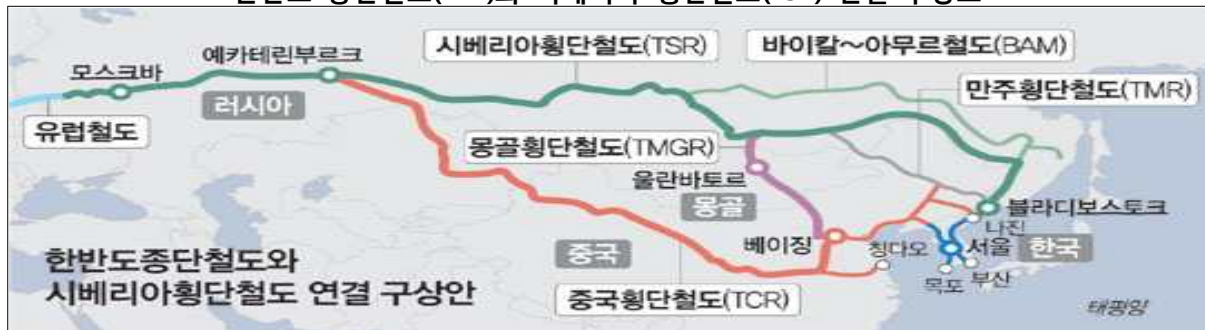 시베리아횡단철도(TSR)
바이칼~아무르철도(BAM)
예카테린부르크
모스크바
만주횡단철도(TMR)
러시아
유럽철도
몽골횡단철도(TMGR)
울란바토르
몽골
블라디보스토크
나진
베이징
칭다오
서울
한국
중국
목포
부산
한반도종단철도와
시베리아횡단철도 연결 구상안
중국횡단철도(TCR)
태평양